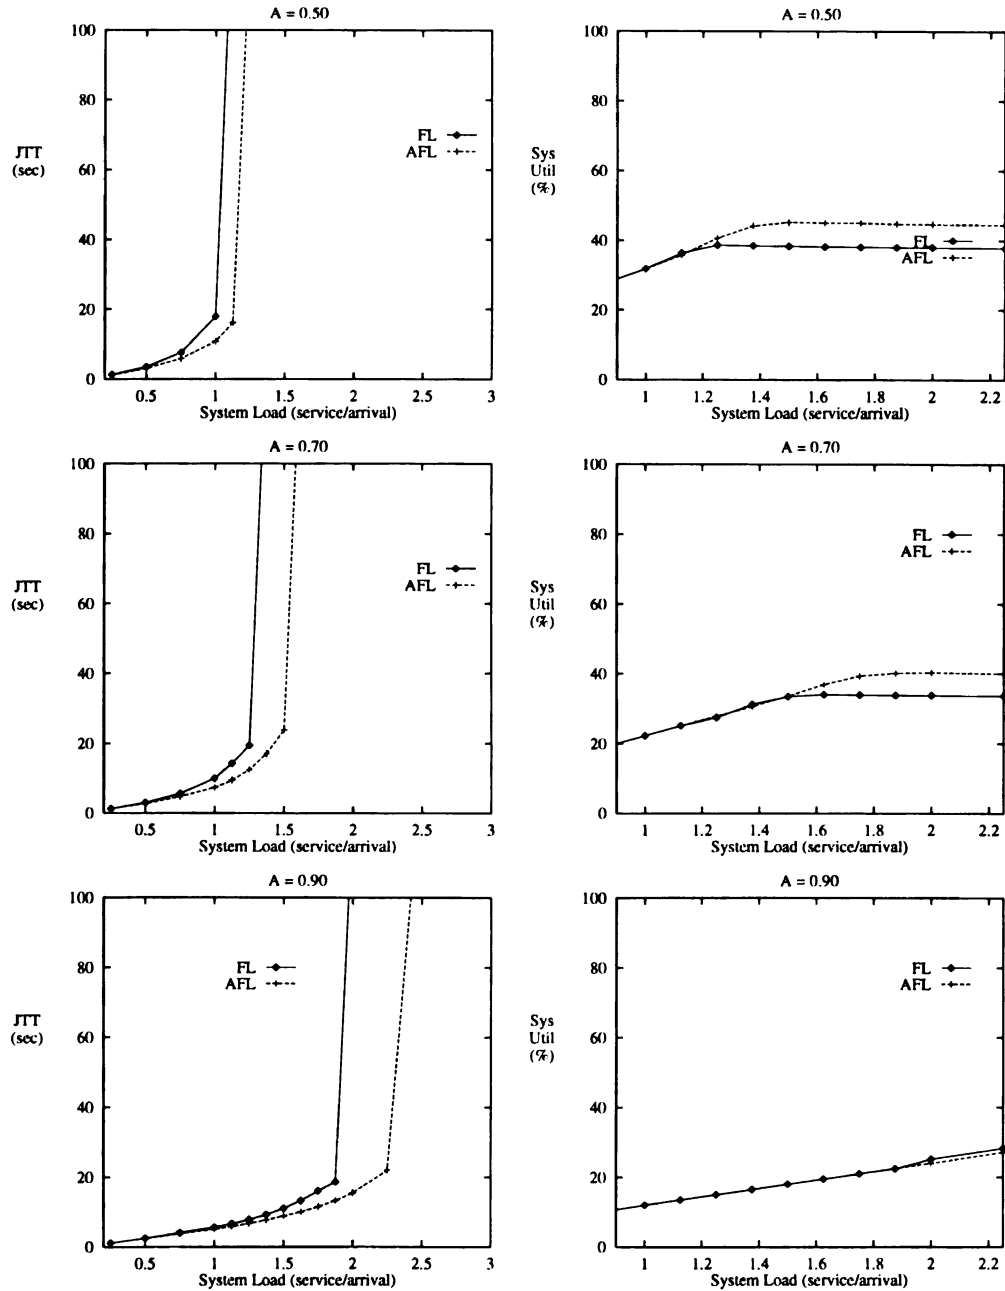 A = 0.50
100
80
60
40
20
0
JTT
(sec)
FL
AFL
0.5 1 1.5 2 2.5 3
System Load (service/arrival)
A = 0.50
100
80
60
40
20
0
Sys
Util
(%)
FL
AFL
1 1.2 1.4 1.6 1.8 2 2.2
System Load (service/arrival)
A = 0.70
100
80
60
40
20
0
JTT
(sec)
FL
AFL
0.5 1 1.5 2 2.5 3
System Load (service/arrival)
A = 0.70
100
80
60
40
20
0
Sys
Util
(%)
FL
AFL
1 1.2 1.4 1.6 1.8 2 2.2
System Load (service/arrival)
A = 0.90
100
80
60
40
20
0
JTT
(sec)
FL
AFL
0.5 1 1.5 2 2.5 3
System Load (service/arrival)
A = 0.90
100
80
60
40
20
0
Sys
Util
(%)
FL
AFL
1 1.2 1.4 1.6 1.8 2 2.2
System Load (service/arrival)